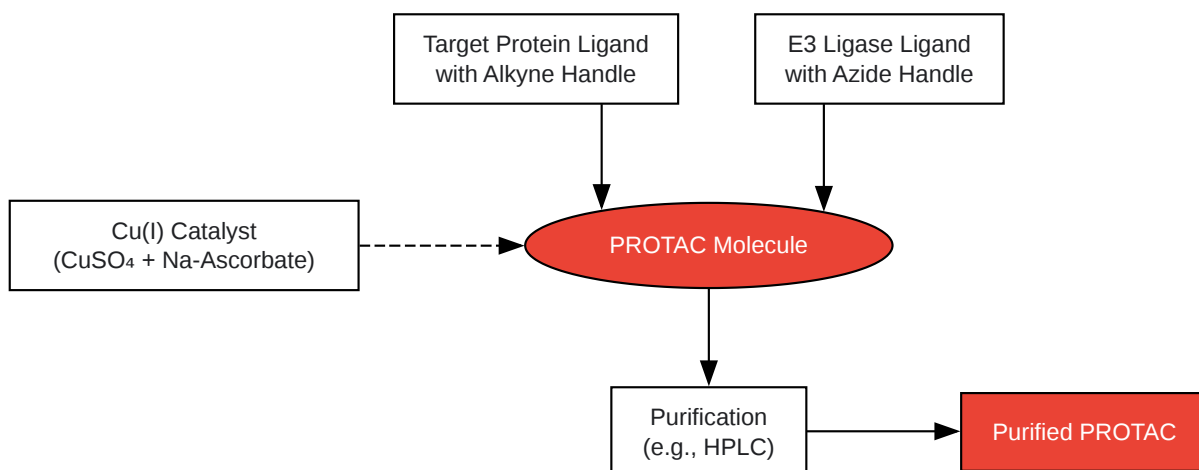 Target Protein Ligand
with Alkyne Handle
E3 Ligase Ligand
with Azide Handle
Cu(I) Catalyst
(CuSO₄ + Na-Ascorbate)
PROTAC Molecule
Purification
(e.g., HPLC)
Purified PROTAC